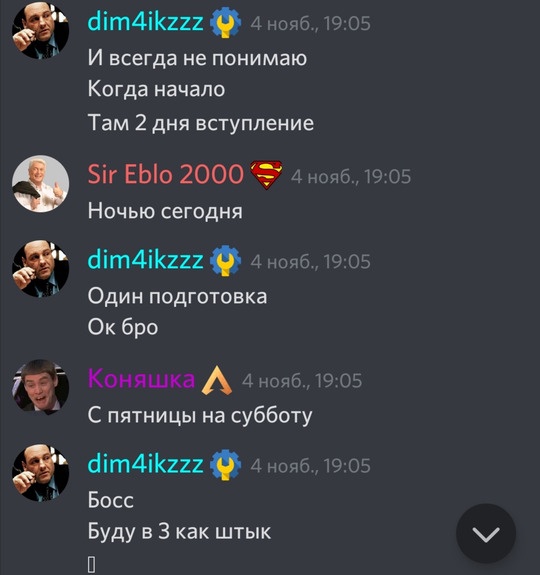 dim4ikzzz 4 нояб., 19:05
И всегда не понимаю
Когда начало
Там 2 дня вступление
Sir Eblo 2000 4 нояб., 19:05
Ночью сегодня
dim4ikzzz 4 нояб., 19:05
Один подготовка
Ок бро
Коняшка 4 нояб., 19:05
С пятницы на субботу
dim4ikzzz 4 нояб., 19:05
Босс
Буду в 3 как штык